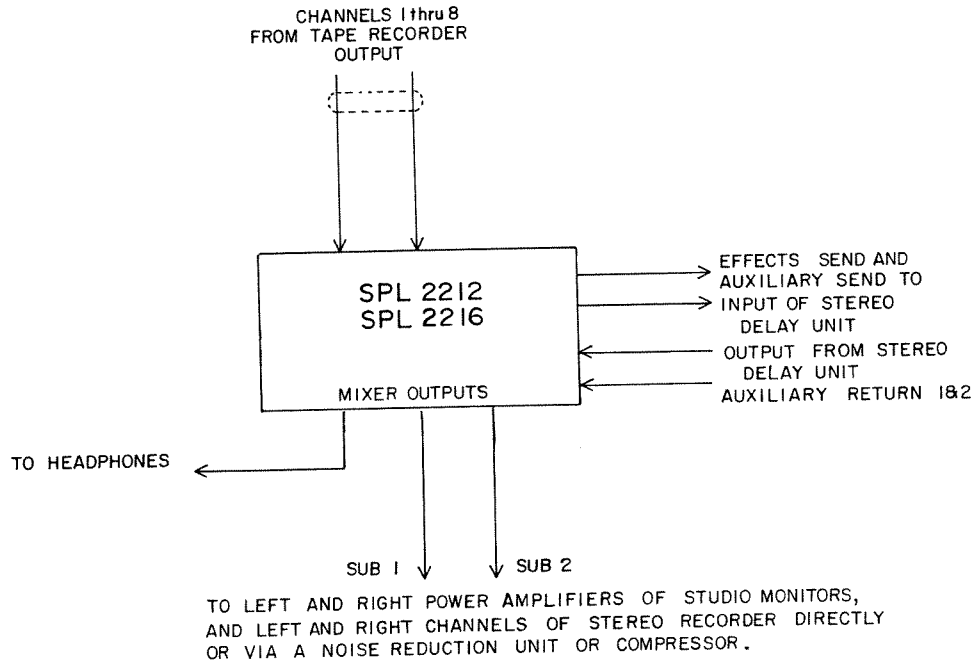 CHANNELS 1 thru 8
FROM TAPE RECORDER
OUTPUT
SPL 2212
SPL 2216
MIXER OUTPUTS
EFFECTS SEND AND
AUXILIARY SEND TO
INPUT OF STEREO
DELAY UNIT
OUTPUT FROM STEREO
DELAY UNIT
AUXILIARY RETURN 1&2
TO HEADPHONES
SUB 1
SUB 2
TO LEFT AND RIGHT POWER AMPLIFIERS OF STUDIO MONITORS,
AND LEFT AND RIGHT CHANNELS OF STEREO RECORDER DIRECTLY
OR VIA A NOISE REDUCTION UNIT OR COMPRESSOR.